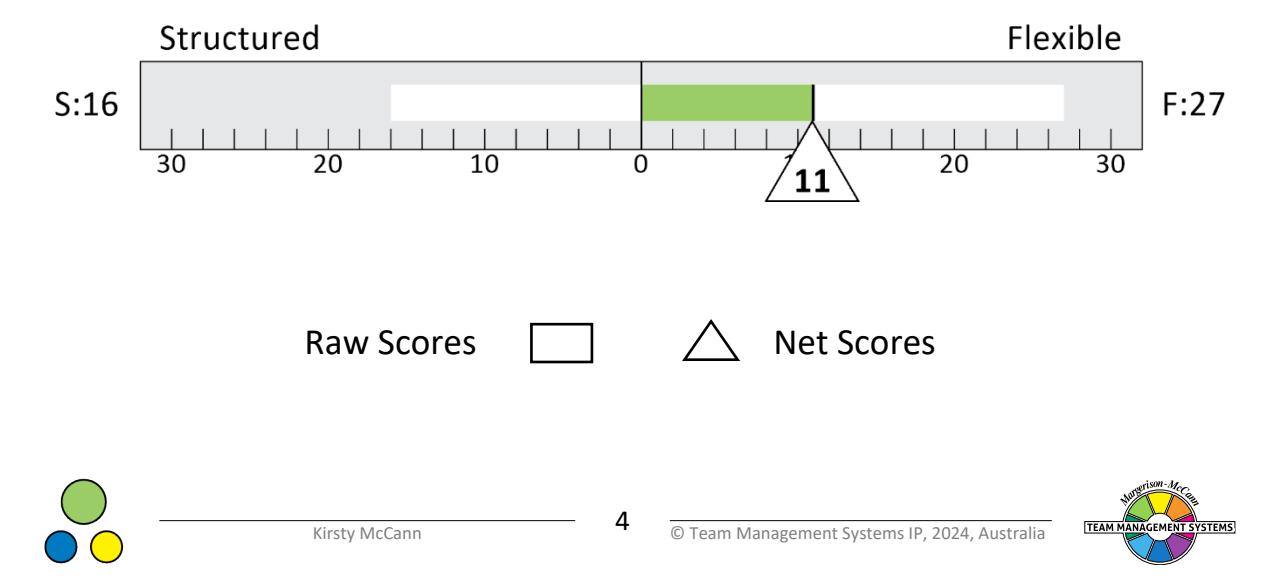 Structured Flexible
S:16 F:27
30 20 10 0 20 30
11
Raw Scores Net Scores
Kirsty McCann 4 © Team Management Systems IP, 2024, Australia
Margerison-McCann
TEAM MANAGEMENT SYSTEMS